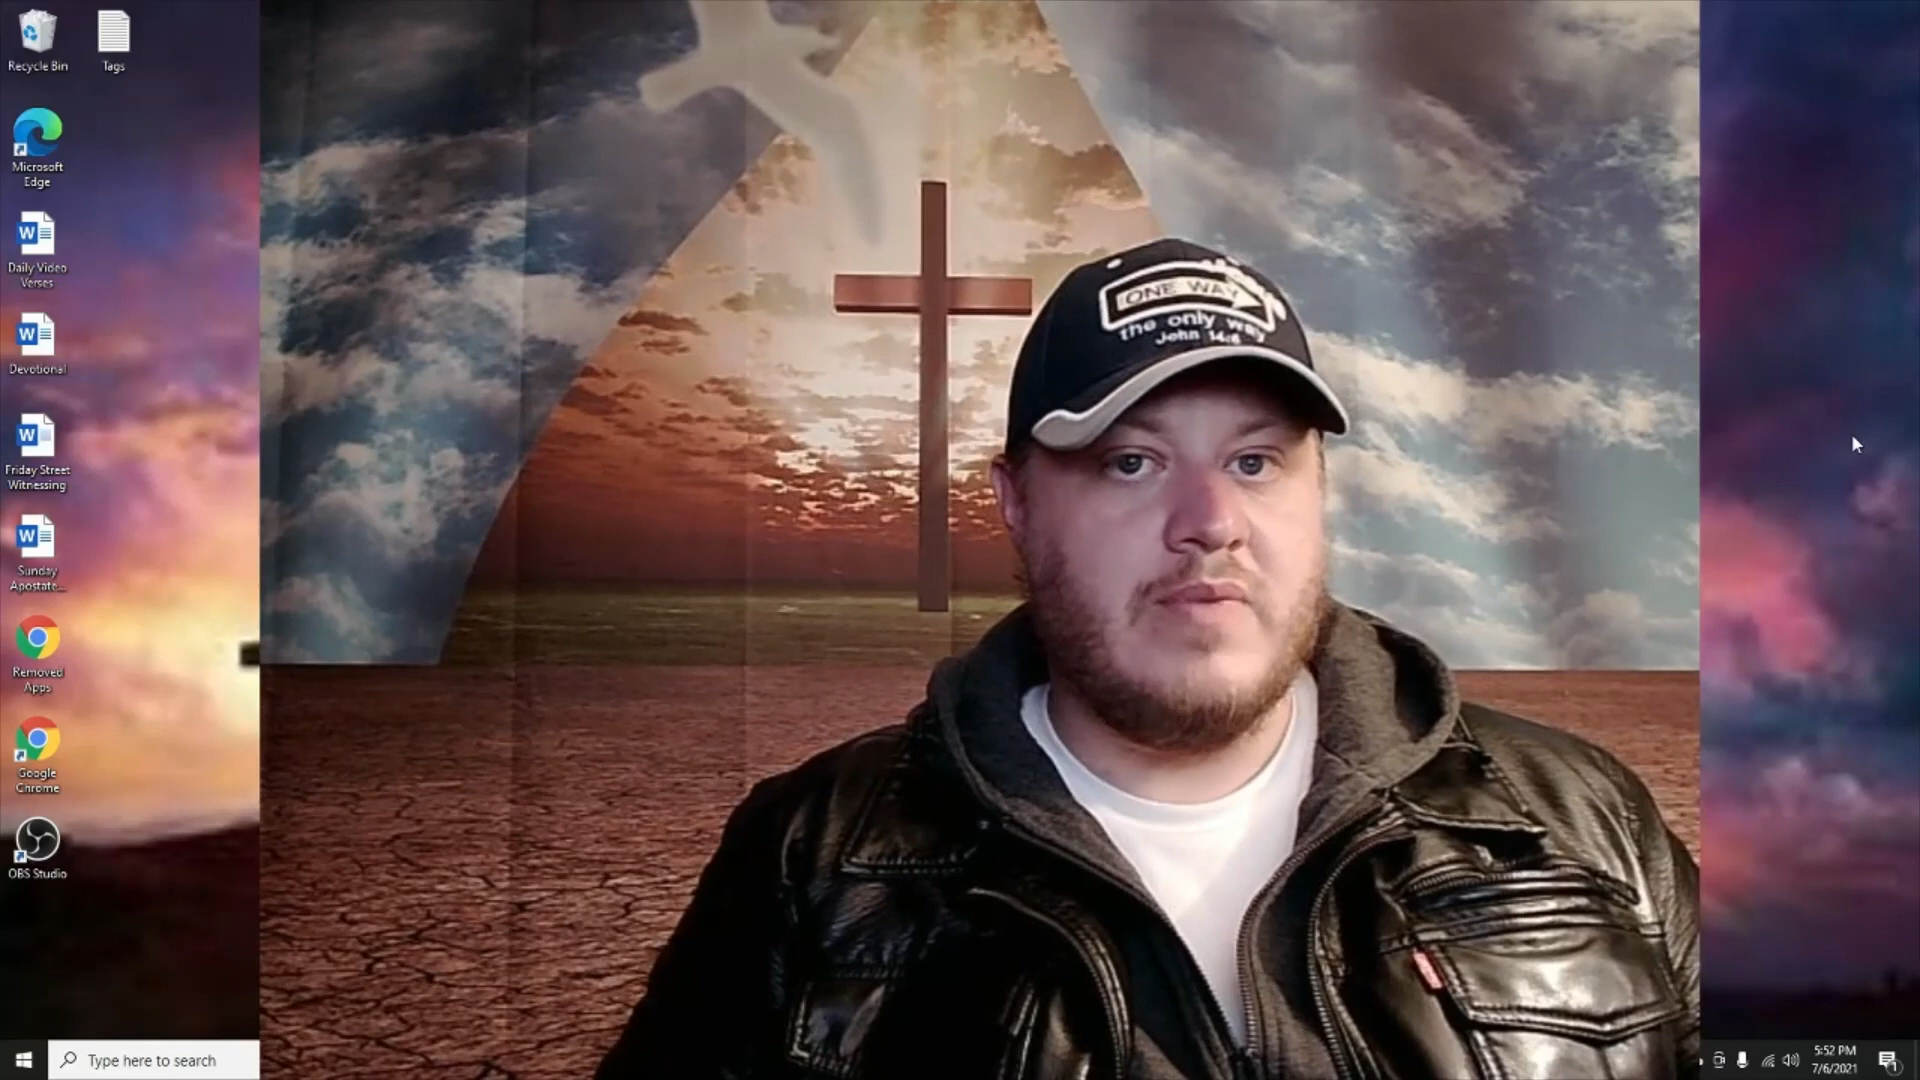 Recycle Bin
Tags
Microsoft
Edge
Daily Video
Verses
Devotional
Friday Street
Witnessing
Sunday
Apostate...
Removed
Apps
Google
Chrome
OBS Studio
ONE WAY
the only way
John 14:6
Type here to search
5:52 PM
7/6/2021
1